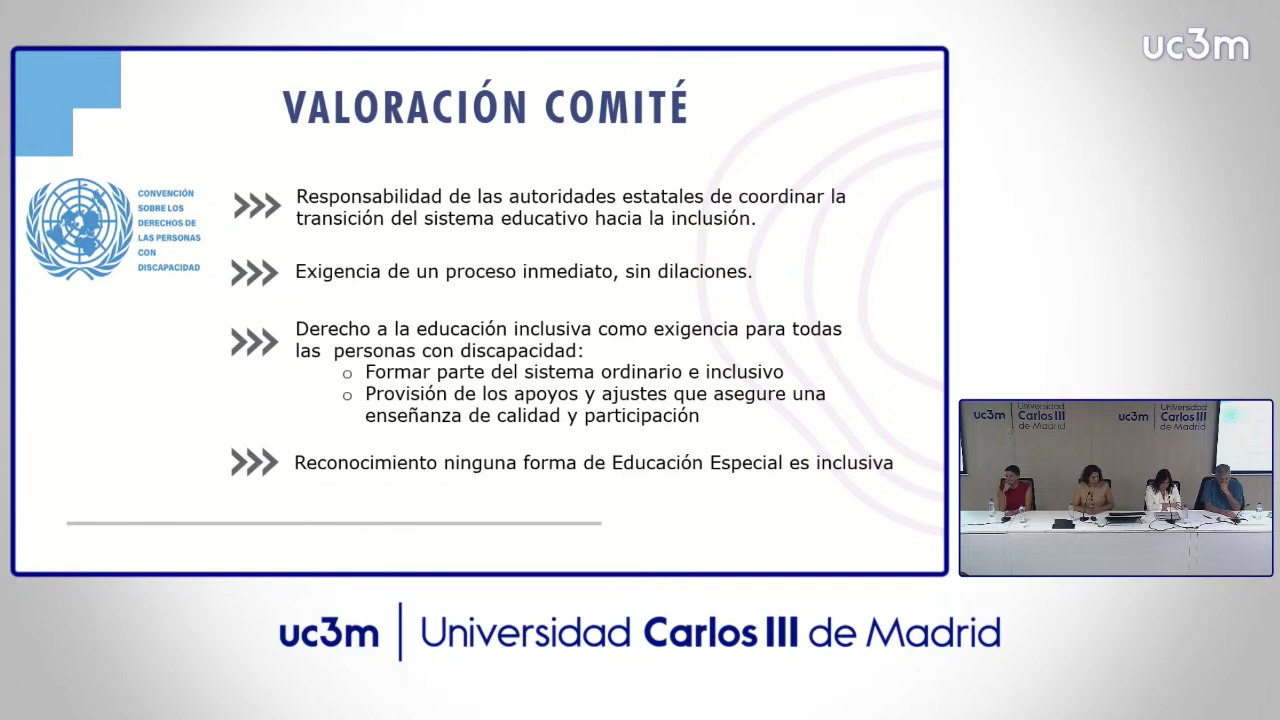 uc3m
VALORACIÓN COMITÉ
CONVENCIÓN
SOBRE LOS
DERECHOS DE
LAS PERSONAS
CON
DISCAPACIDAD
Responsabilidad de las autoridades estatales de coordinar la
transición del sistema educativo hacia la inclusión.
Exigencia de un proceso inmediato, sin dilaciones.
Derecho a la educación inclusiva como exigencia para todas
las personas con discapacidad:
o Formar parte del sistema ordinario e inclusivo
o Provisión de los apoyos y ajustes que asegure una
enseñanza de calidad y participación
Reconocimiento ninguna forma de Educación Especial es inclusiva
uc3m Universidad
Carlos III
de Madrid
uc3m Universidad
Carlos III
de Madrid
uc3m Universidad Carlos III de Madrid